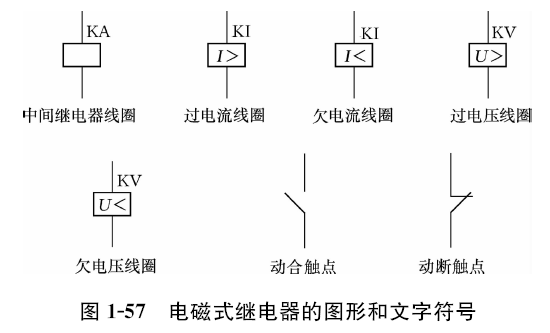 KA KI KI KV
I> I< U>
中间继电器线圈 过电流线圈 欠电流线圈 过电压线圈
KV
U<
欠电压线圈 动合触点 动断触点
图 1-57 电磁式继电器的图形和文字符号